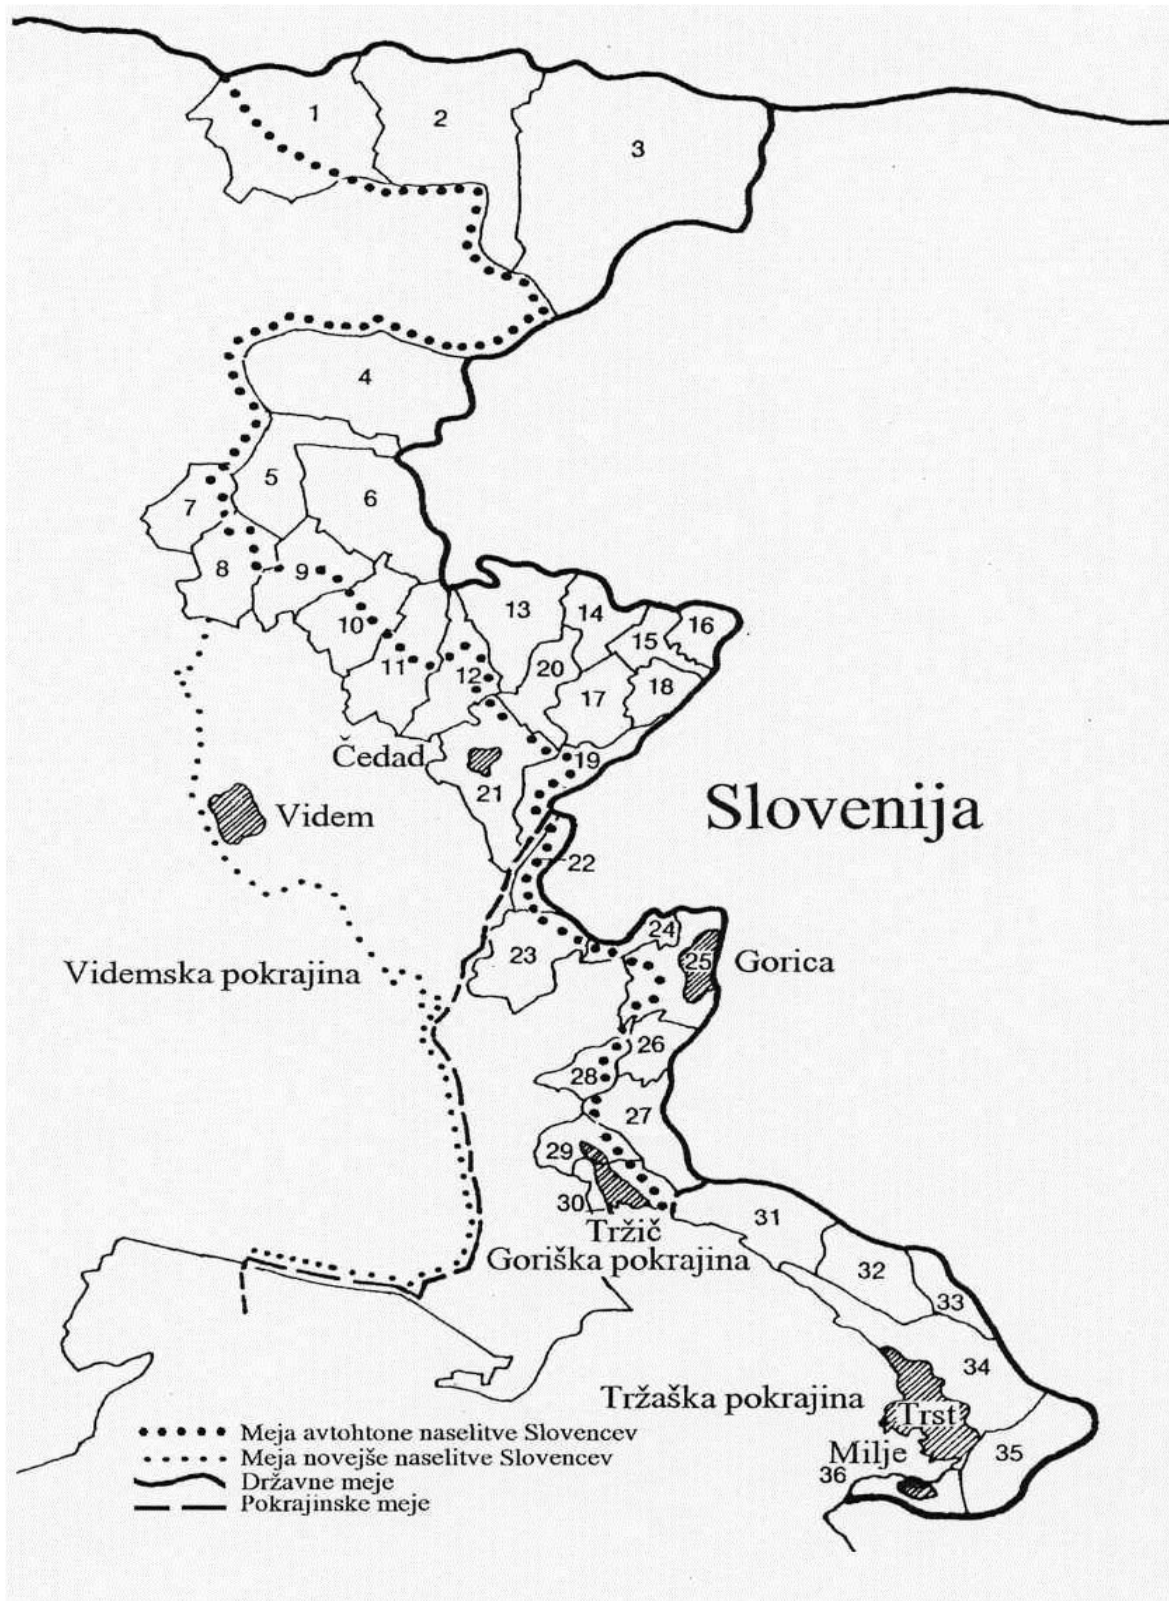 1
2
3
4
5
6
7
8
9
10
11
12
13
14
15
16
20
17
18
Čedad
19
21
Videm
Slovenija
22
23
24
25
Gorica
Videmska pokrajina
26
28
27
29
30
Tržič
Goriška pokrajina
31
32
33
34
Tržaška pokrajina
Trst
Milje
35
36
Meja avtohtone naselitve Slovencev
Meja novejše naselitve Slovencev
Državne meje
Pokrajinske meje